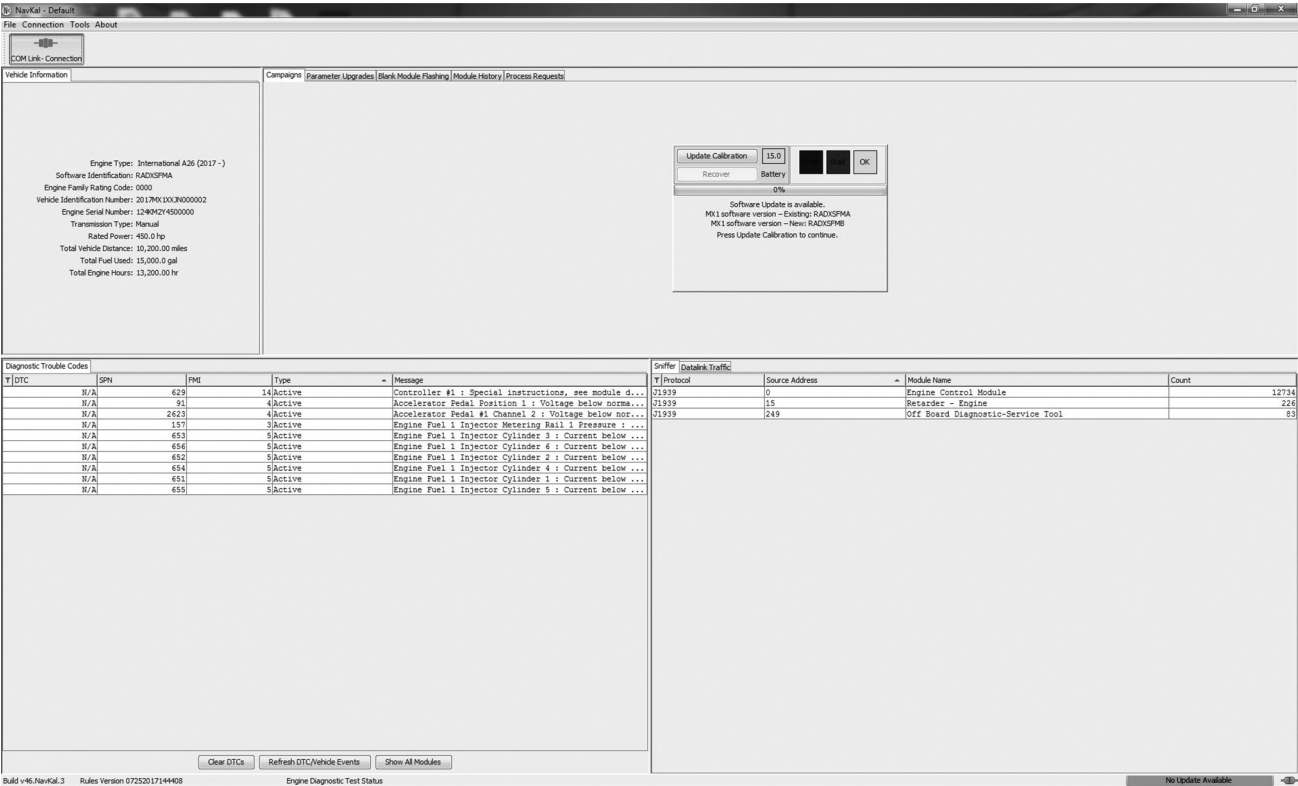 NavKal - Default
File Connection Tools About
COM Link- Connection
Vehicle Information
Engine Type: International A26 (2017 - )
Software Identification: RADXSFMA
Engine Family Rating Code: 0000
Vehicle Identification Number: 2017MX1XXJN000002
Engine Serial Number: 124KM2Y4500000
Transmission Type: Manual
Rated Power: 450.0 hp
Total Vehicle Distance: 10,200.00 miles
Total Fuel Used: 15,000.0 gal
Total Engine Hours: 13,200.00 hr
Campaigns Parameter Upgrades Blank Module Flashing Module History Process Requests
Update Calibration 15.0 OK
Recover Battery
0%
Software Update is available.
MX1 software version – Existing: RADXSFMA
MX1 software version – New: RADXSFMB
Press Update Calibration to continue.
Diagnostic Trouble Codes
T DTC SPN FMI Type Message
N/A 629 14 Active Controller #1 : Special instructions, see module d...
N/A 91 4 Active Accelerator Pedal Position 1 : Voltage below norma...
N/A 2623 4 Active Accelerator Pedal #1 Channel 2 : Voltage below nor...
N/A 157 3 Active Engine Fuel 1 Injector Metering Rail 1 Pressure : ...
N/A 653 5 Active Engine Fuel 1 Injector Cylinder 3 : Current below ...
N/A 656 5 Active Engine Fuel 1 Injector Cylinder 6 : Current below ...
N/A 652 5 Active Engine Fuel 1 Injector Cylinder 2 : Current below ...
N/A 654 5 Active Engine Fuel 1 Injector Cylinder 4 : Current below ...
N/A 651 5 Active Engine Fuel 1 Injector Cylinder 1 : Current below ...
N/A 655 5 Active Engine Fuel 1 Injector Cylinder 5 : Current below ...
Clear DTCs Refresh DTC/Vehicle Events Show All Modules
Sniffer Datalink Traffic
T Protocol Source Address Module Name Count
J1939 0 Engine Control Module 12734
J1939 15 Retarder - Engine 226
J1939 249 Off Board Diagnostic-Service Tool 83
Build v46.NavKal.3 Rules Version 07252017144408 Engine Diagnostic Test Status No Update Available